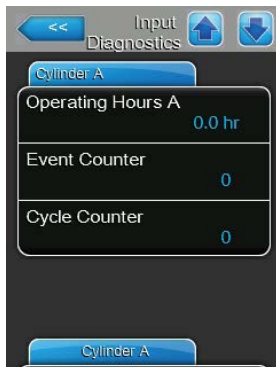 << Input
Diagnostics
Cylinder A
Operating Hours A
0.0 hr
Event Counter
0
Cycle Counter
0
Cylinder A